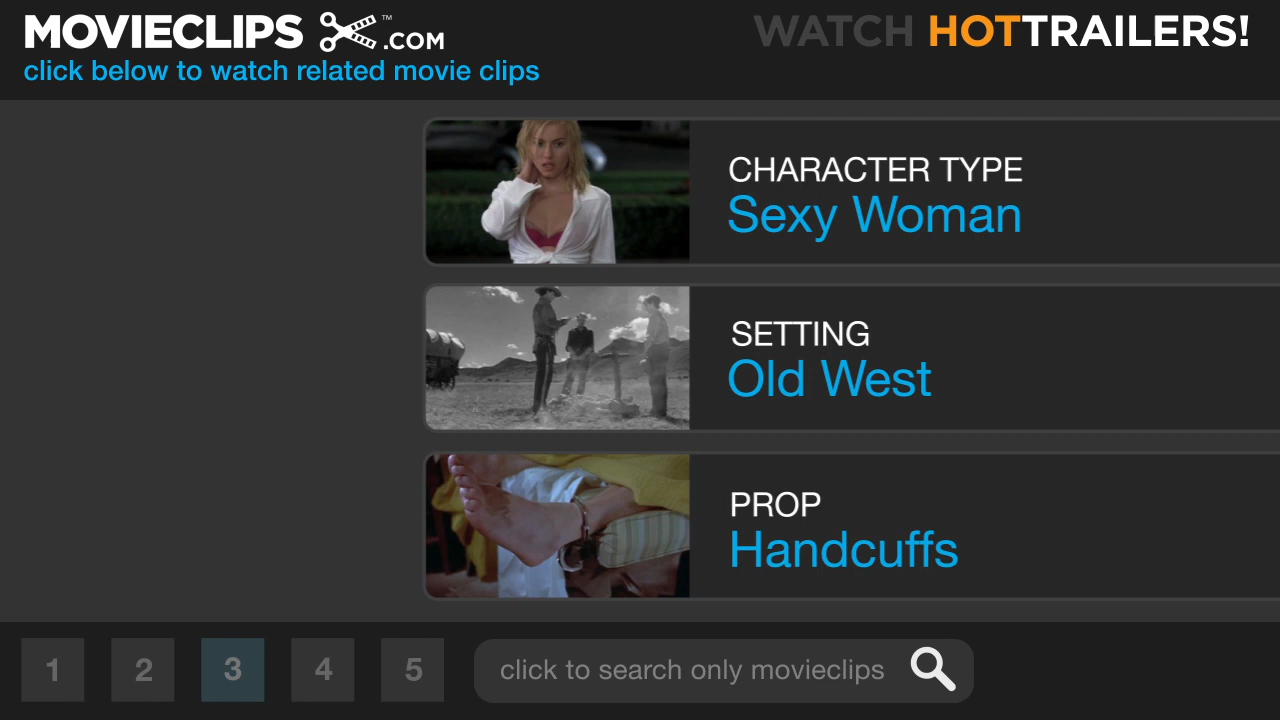 MOVIECLIPS ™ .COM
WATCH HOTTRAILERS!
click below to watch related movie clips
CHARACTER TYPE
Sexy Woman
SETTING
Old West
PROP
Handcuffs
1 2 3 4 5 click to search only movieclips